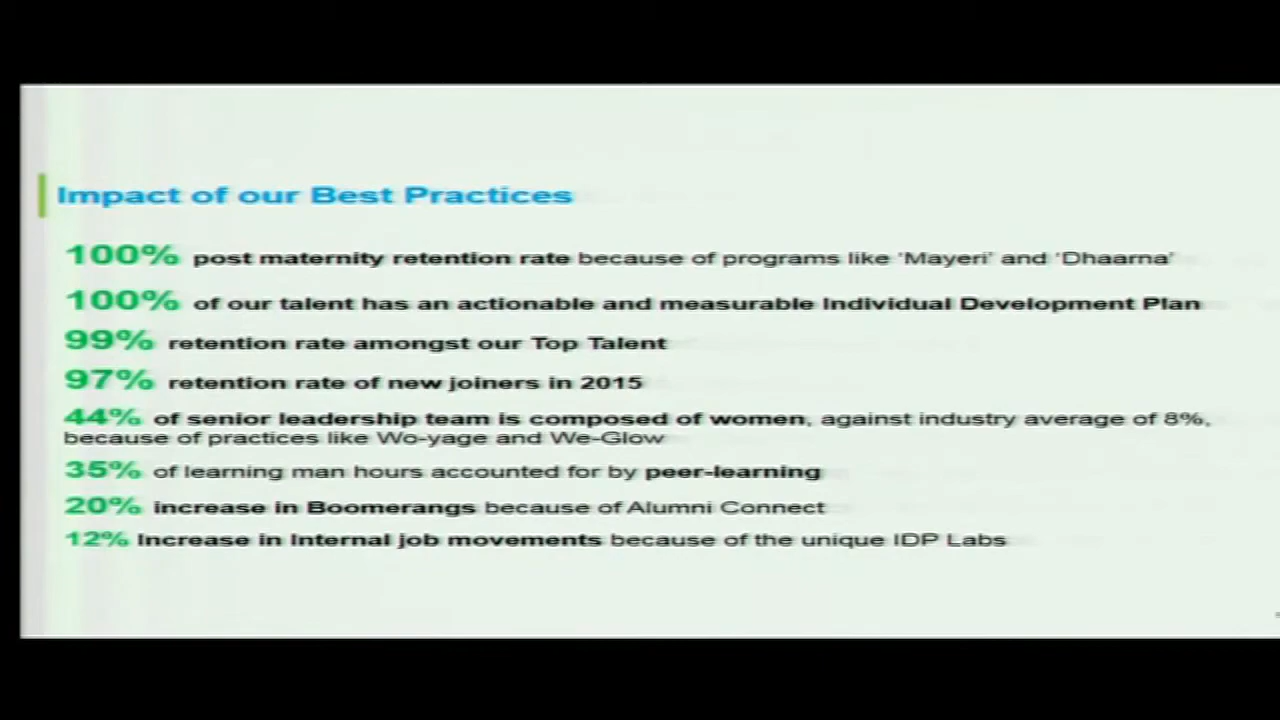 Impact of our Best Practices
100% post maternity retention rate because of programs like ‘Mayeri’ and ‘Dhaarna’
100% of our talent has an actionable and measurable Individual Development Plan
99% retention rate amongst our Top Talent
97% retention rate of new joiners in 2015
44% of senior leadership team is composed of women, against industry average of 8%,
because of practices like Wo-yage and We-Glow
35% of learning man hours accounted for by peer-learning
20% increase in Boomerangs because of Alumni Connect
12% Increase in Internal job movements because of the unique IDP Labs